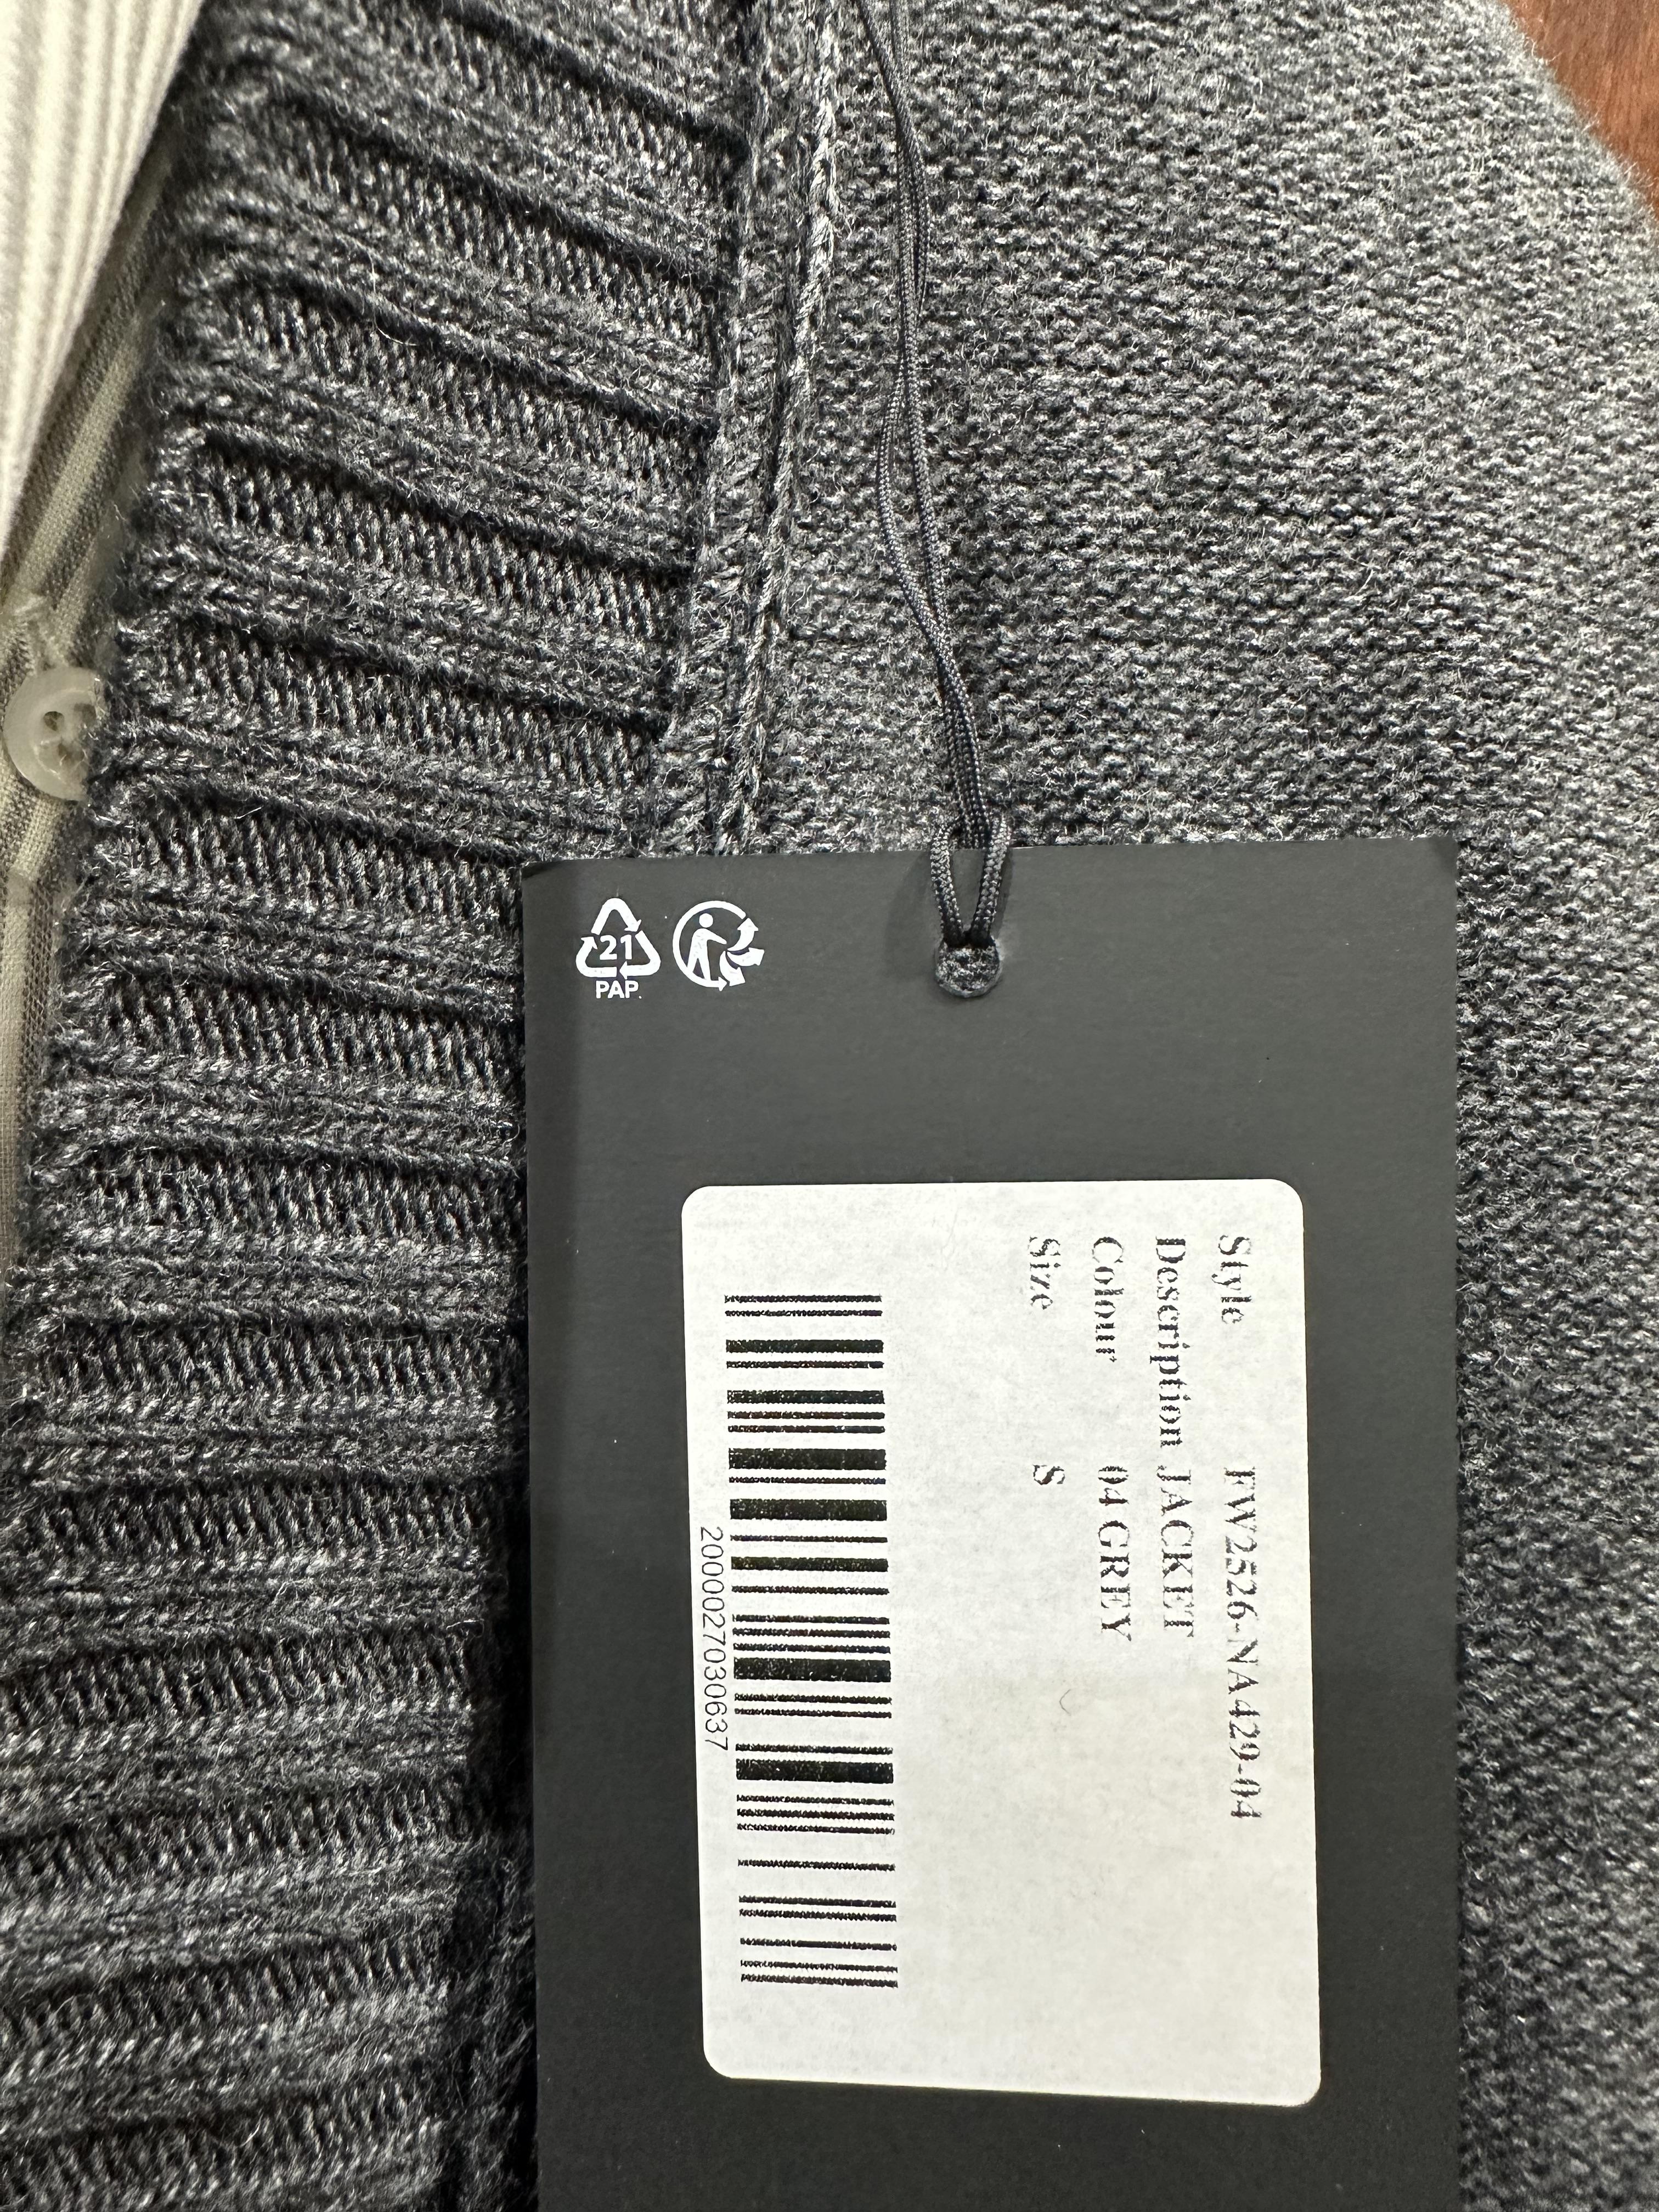 21
PAP
Style FW2526-NA429-04
Description JACKET
Colour 04 GREY
Size S
2000027030637